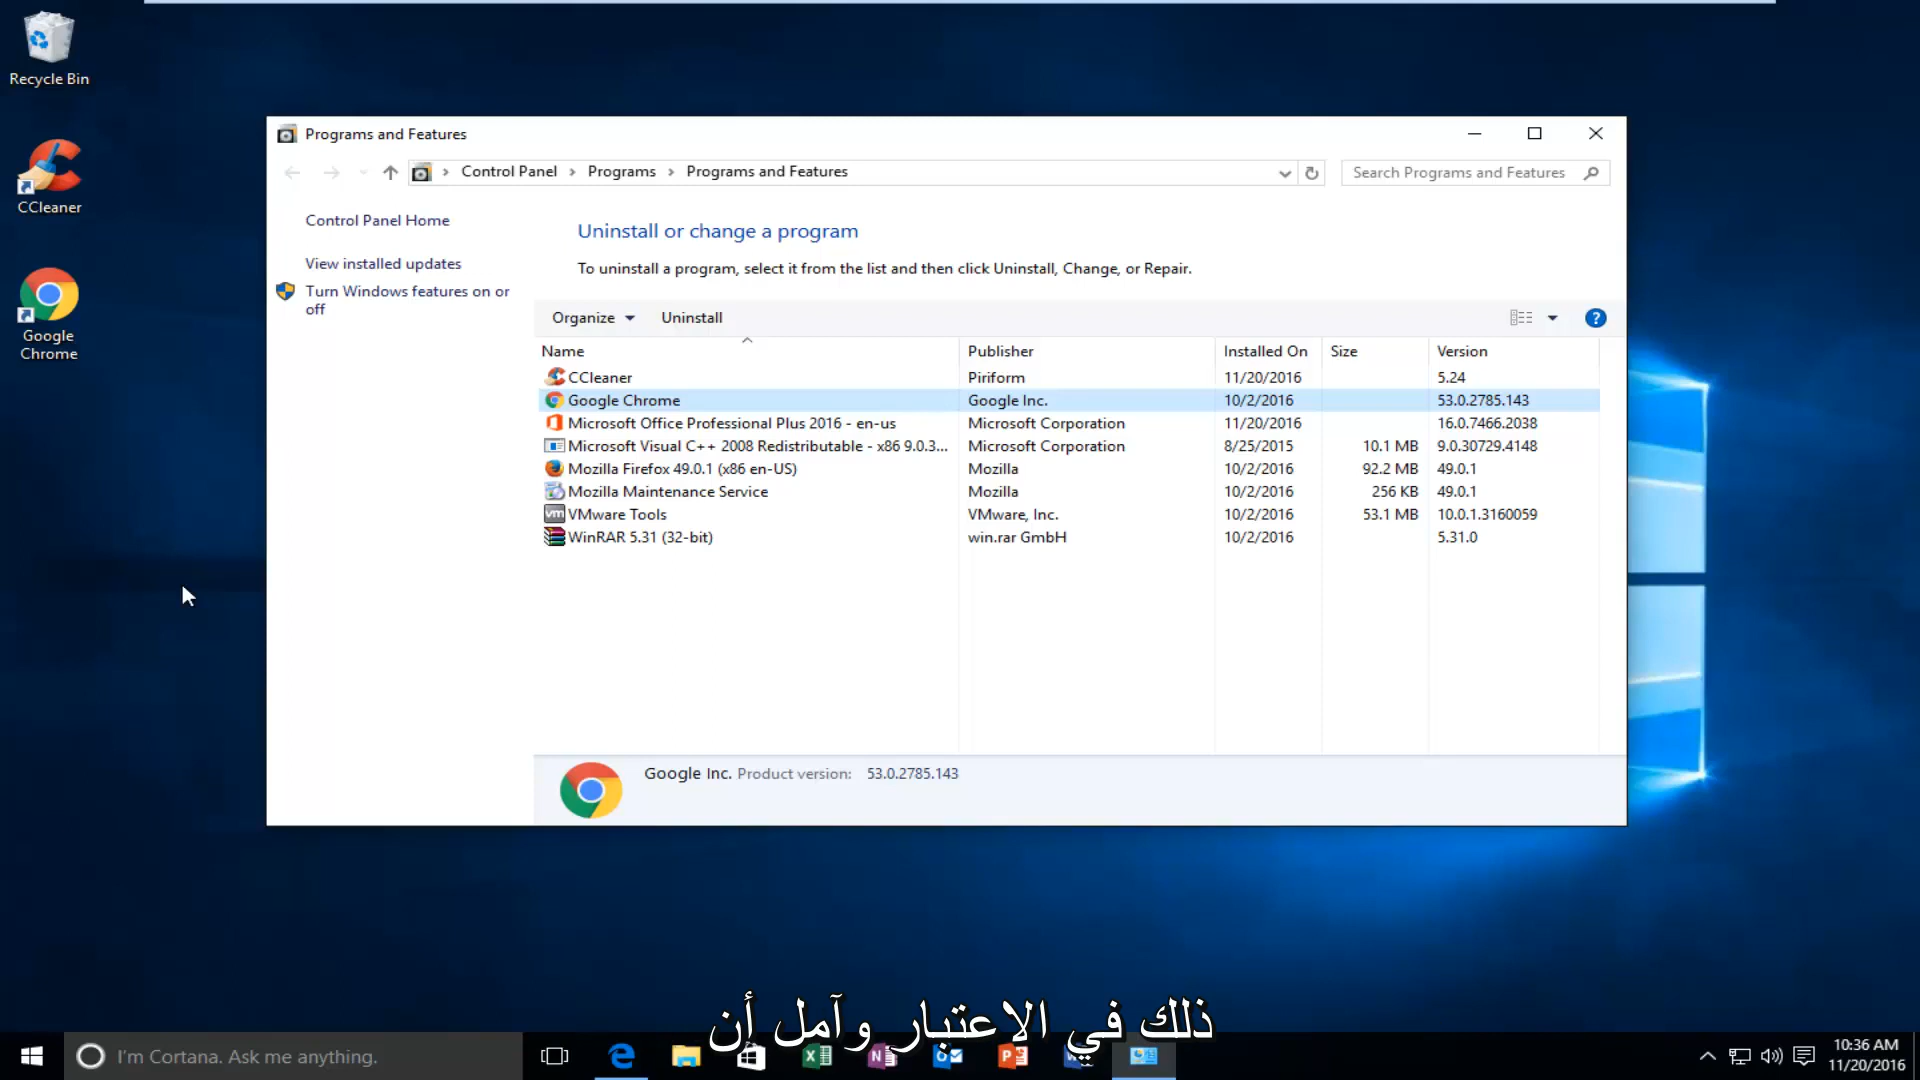 Recycle Bin
CCleaner
Google
Chrome
Programs and Features
Control Panel
Programs
Programs and Features
Search Programs and Features
Control Panel Home
View installed updates
Turn Windows features on or
off
Uninstall or change a program
To uninstall a program, select it from the list and then click Uninstall, Change, or Repair.
Organize
Uninstall
Name Publisher Installed On Size Version
CCleaner Piriform 11/20/2016 5.24
Google Chrome Google Inc. 10/2/2016 53.0.2785.143
Microsoft Office Professional Plus 2016 - en-us Microsoft Corporation 11/20/2016 16.0.7466.2038
Microsoft Visual C++ 2008 Redistributable - x86 9.0.3... Microsoft Corporation 8/25/2015 10.1 MB 9.0.30729.4148
Mozilla Firefox 49.0.1 (x86 en-US) Mozilla 10/2/2016 92.2 MB 49.0.1
Mozilla Maintenance Service Mozilla 10/2/2016 256 KB 49.0.1
VMware Tools VMware, Inc. 10/2/2016 53.1 MB 10.0.1.3160059
WinRAR 5.31 (32-bit) win.rar GmbH 10/2/2016 5.31.0
Google Inc. Product version: 53.0.2785.143
ذلك في الاعتبار وآمل أن
I'm Cortana. Ask me anything.
10:36 AM
11/20/2016